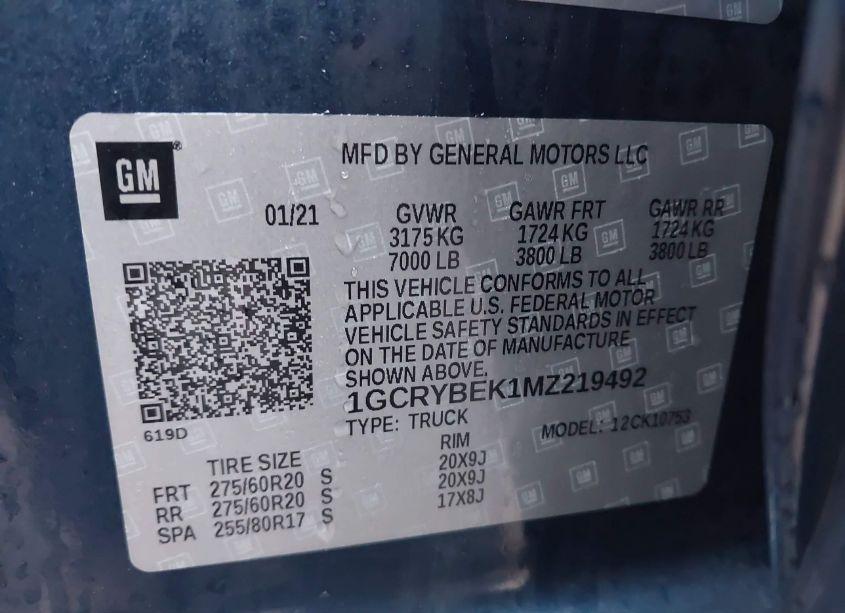 GM
MFD BY GENERAL MOTORS LLC
01/21
GVWR GAWR FRT GAWR RR
3175 KG 1724 KG 1724 KG
7000 LB 3800 LB 3800 LB
THIS VEHICLE CONFORMS TO ALL
APPLICABLE U.S. FEDERAL MOTOR
VEHICLE SAFETY STANDARDS IN EFFECT
ON THE DATE OF MANUFACTURE
SHOWN ABOVE.
1GCRYBEK1MZ219492
TYPE: TRUCK MODEL: 12CK10753
619D
TIRE SIZE RIM
FRT 275/60R20 S 20X9J
RR 275/60R20 S 20X9J
SPA 255/80R17 S 17X8J